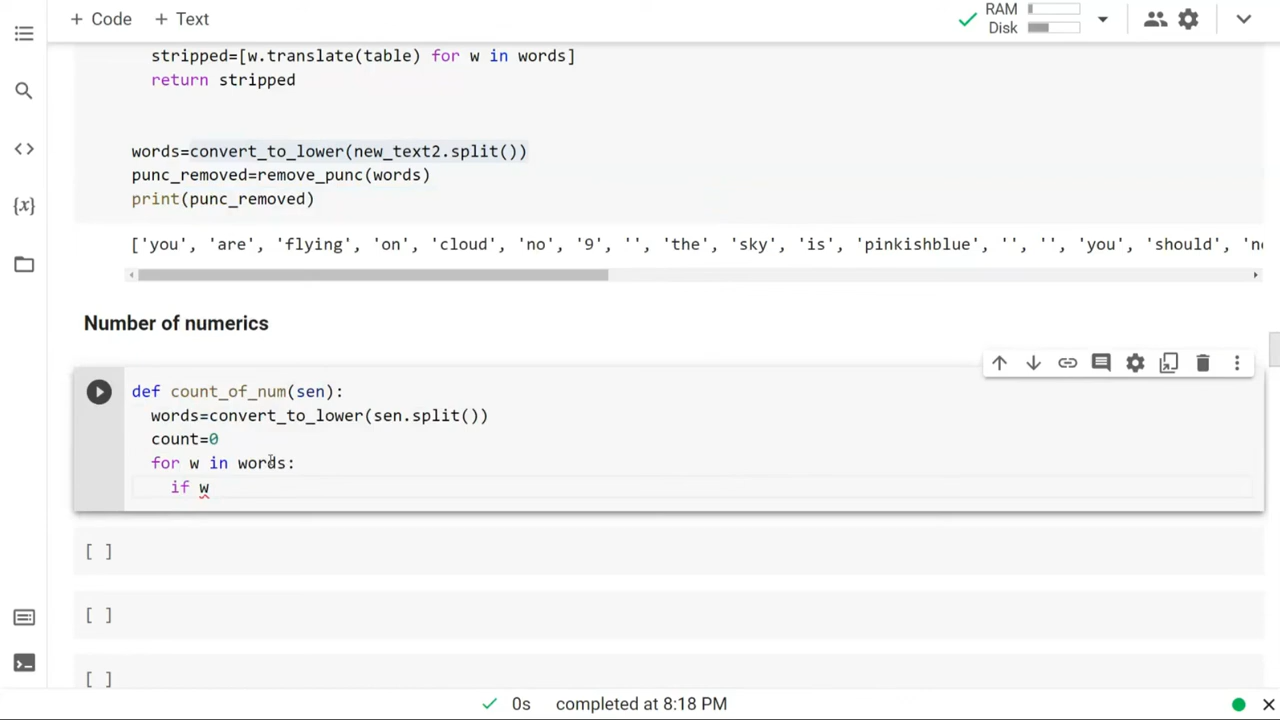 + Code + Text
RAM
Disk
stripped=[w.translate(table) for w in words]
return stripped
words=convert_to_lower(new_text2.split())
punc_removed=remove_punc(words)
print(punc_removed)
['you', 'are', 'flying', 'on', 'cloud', 'no', '9', '', 'the', 'sky', 'is', 'pinkishblue', '', '', 'you', 'should', 'ne
Number of numerics
def count_of_num(sen):
words=convert_to_lower(sen.split())
count=0
for w in words:
if w
[ ]
[ ]
[ ]
0s completed at 8:18 PM